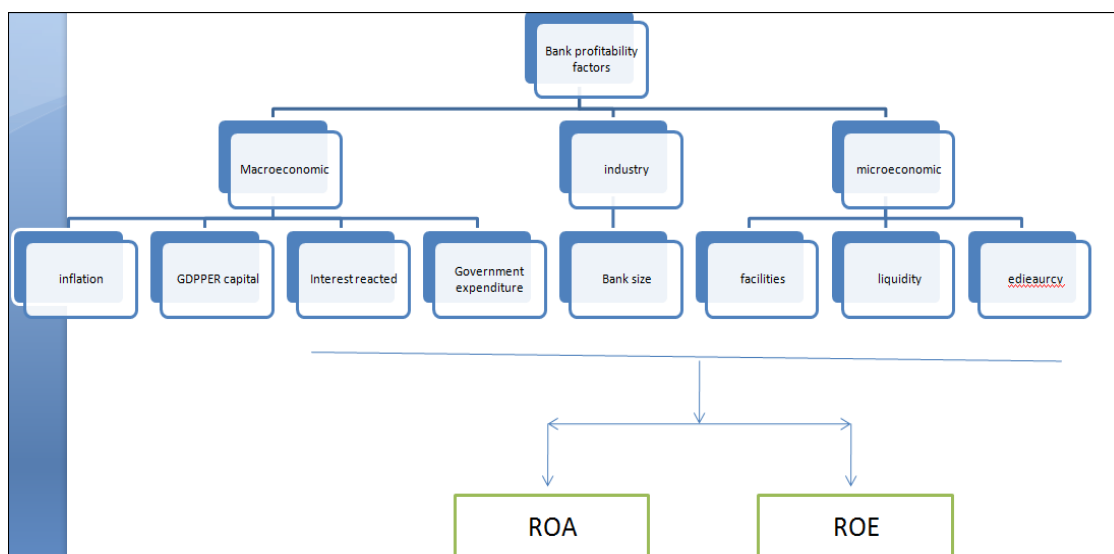 Bank profitability
factors
Macroeconomic
industry
microeconomic
inflation
GDPPER capital
Interest reacted
Government
expenditure
Bank size
facilities
liquidity
edieaurcy
ROA
ROE